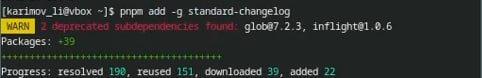 [karimov_li@vbox ~]$ pnpm add -g standard-changelog
WARN 2 deprecated subdependencies found: glob@7.2.3, inflight@1.0.6
Packages: +39
+++++++++++++++++++++++++++++++++++++++
Progress: resolved 190, reused 151, downloaded 39, added 22